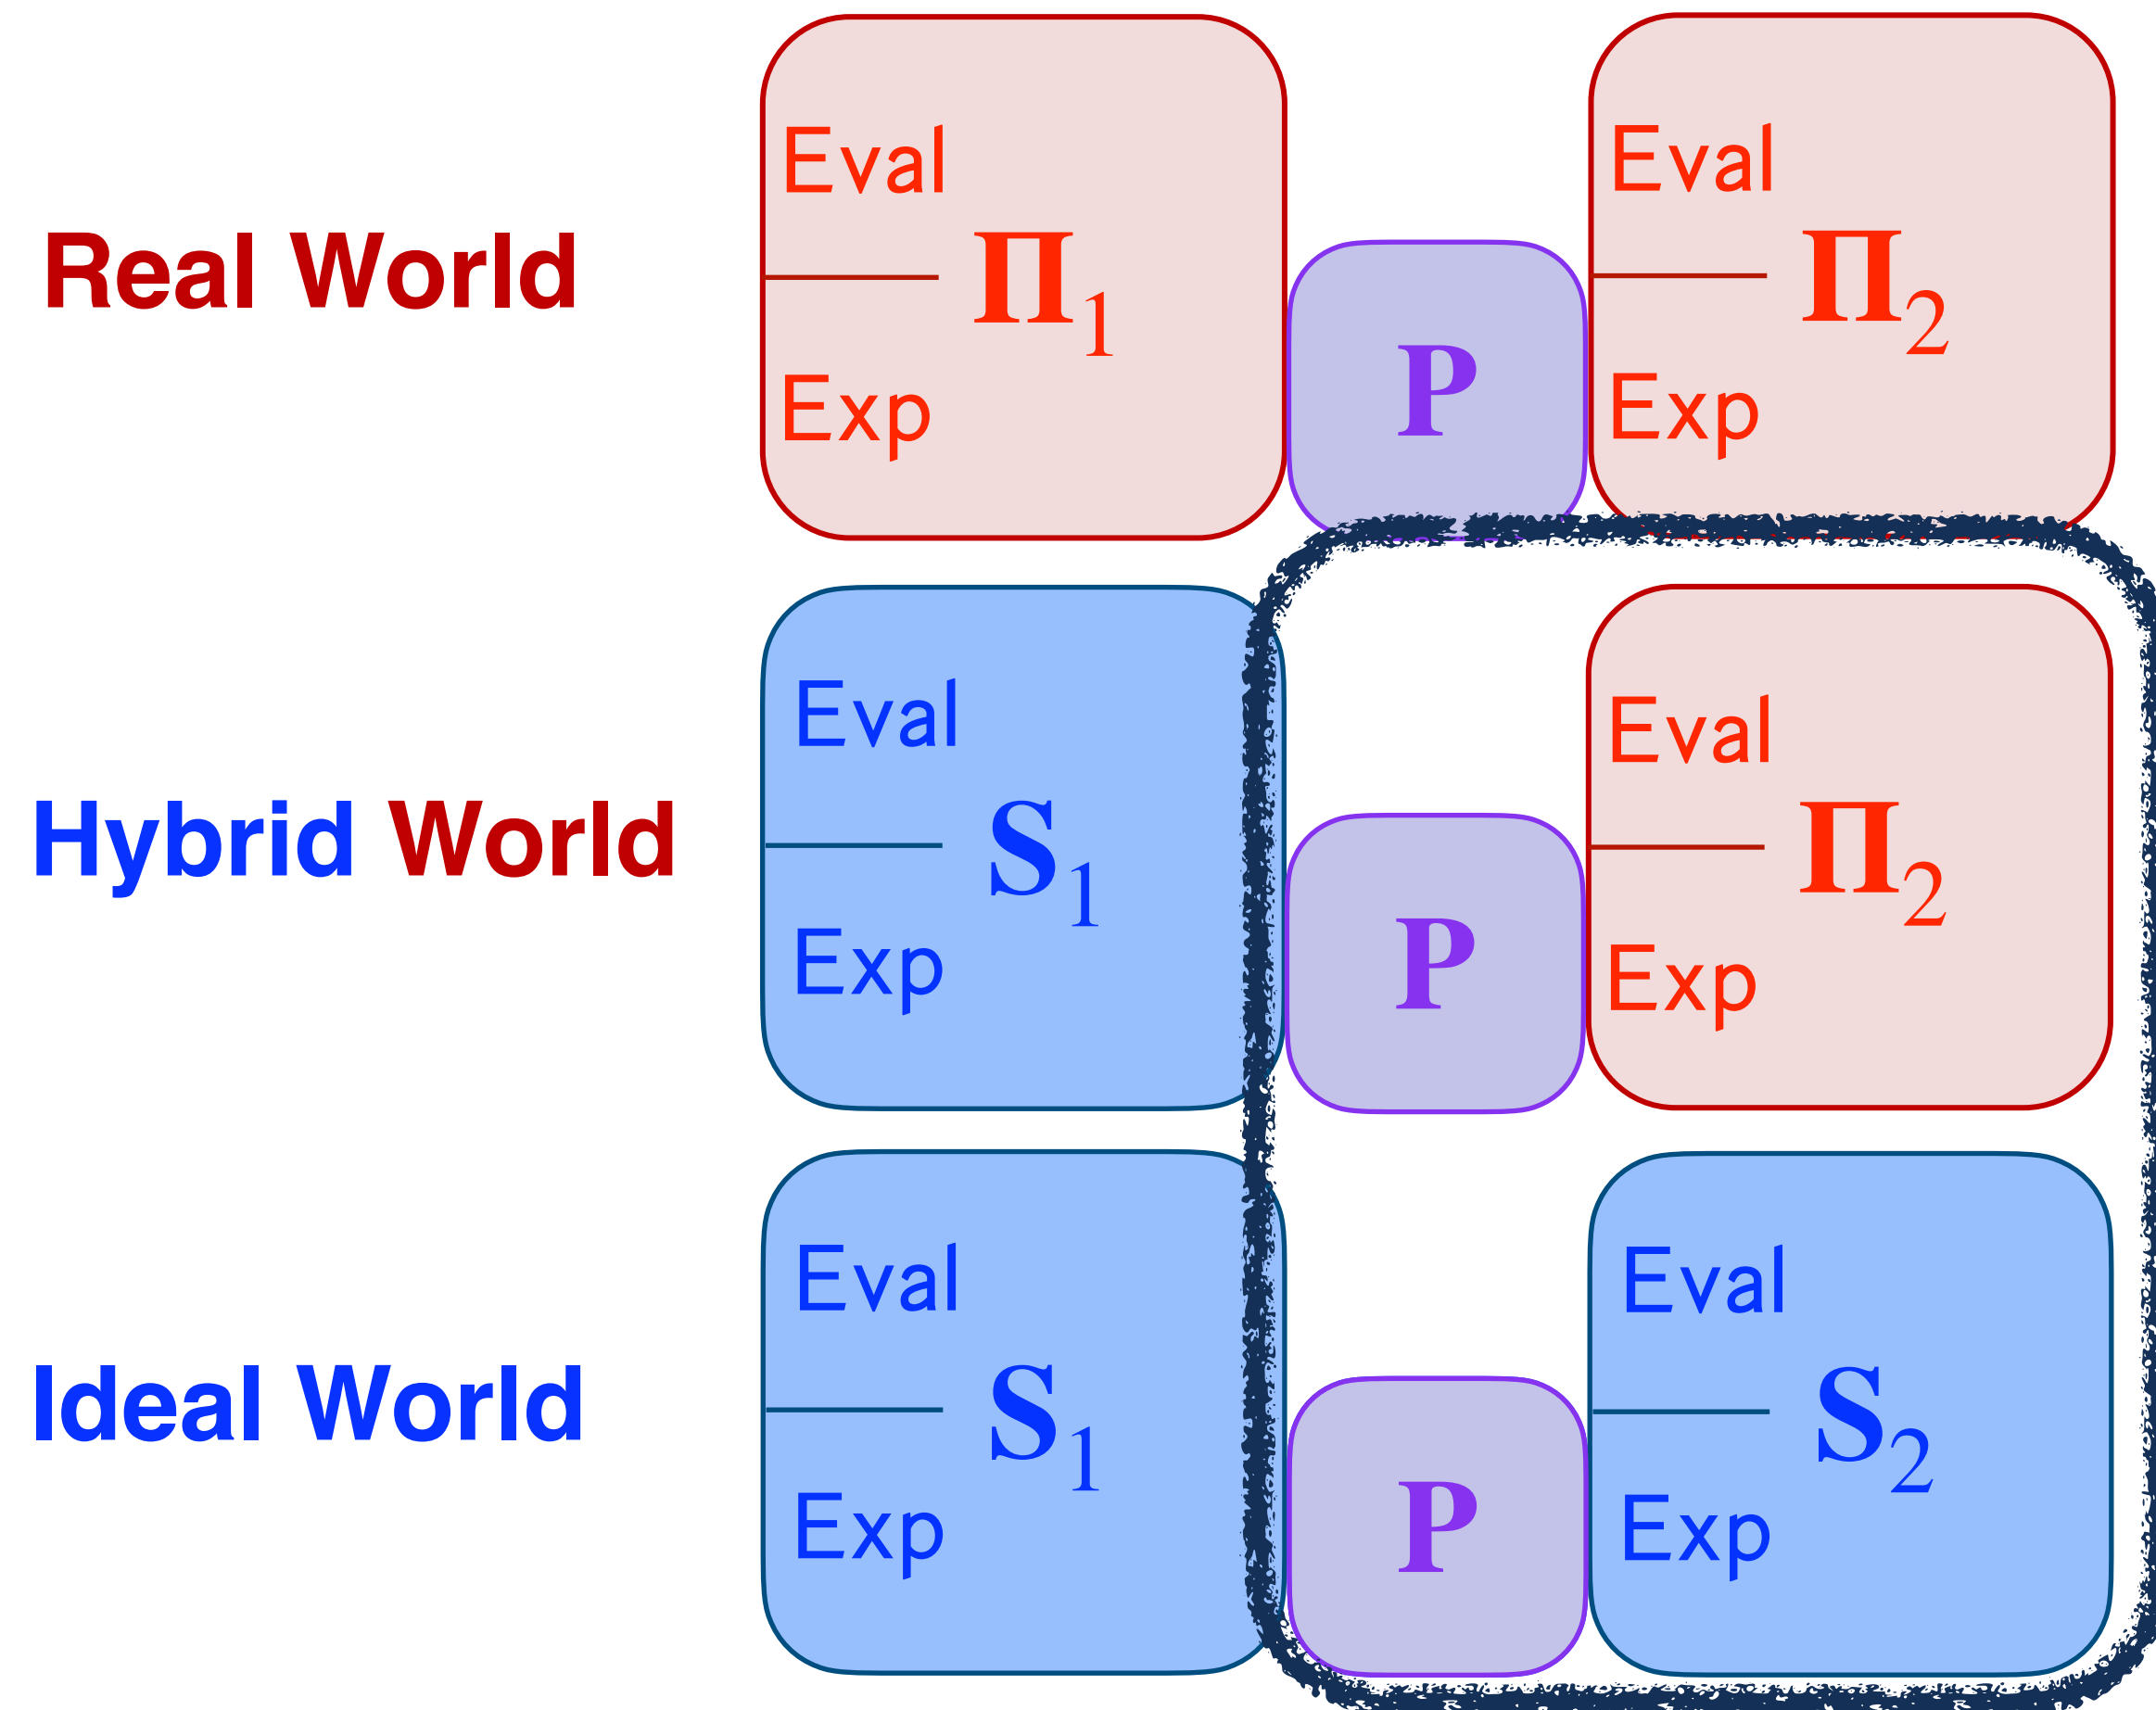 Real World
Eval
Π1
Exp
P
Eval
Π2
Exp
Hybrid World
Eval
S1
Exp
P
Eval
Π2
Exp
Ideal World
Eval
S1
Exp
P
Eval
S2
Exp